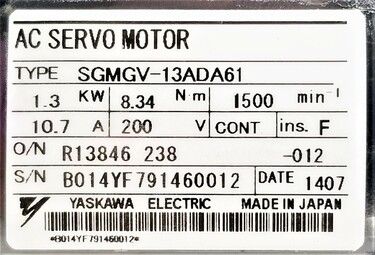 AC SERVO MOTOR
TYPE SGMGV-13ADA61
1.3 KW 8.34 N·m 1500 min-1
10.7 A 200 V CONT ins. F
O/N R13846 238 -012
S/N B014YF791460012 DATE 1407
YASKAWA ELECTRIC MADE IN JAPAN
*B014YF791460012*